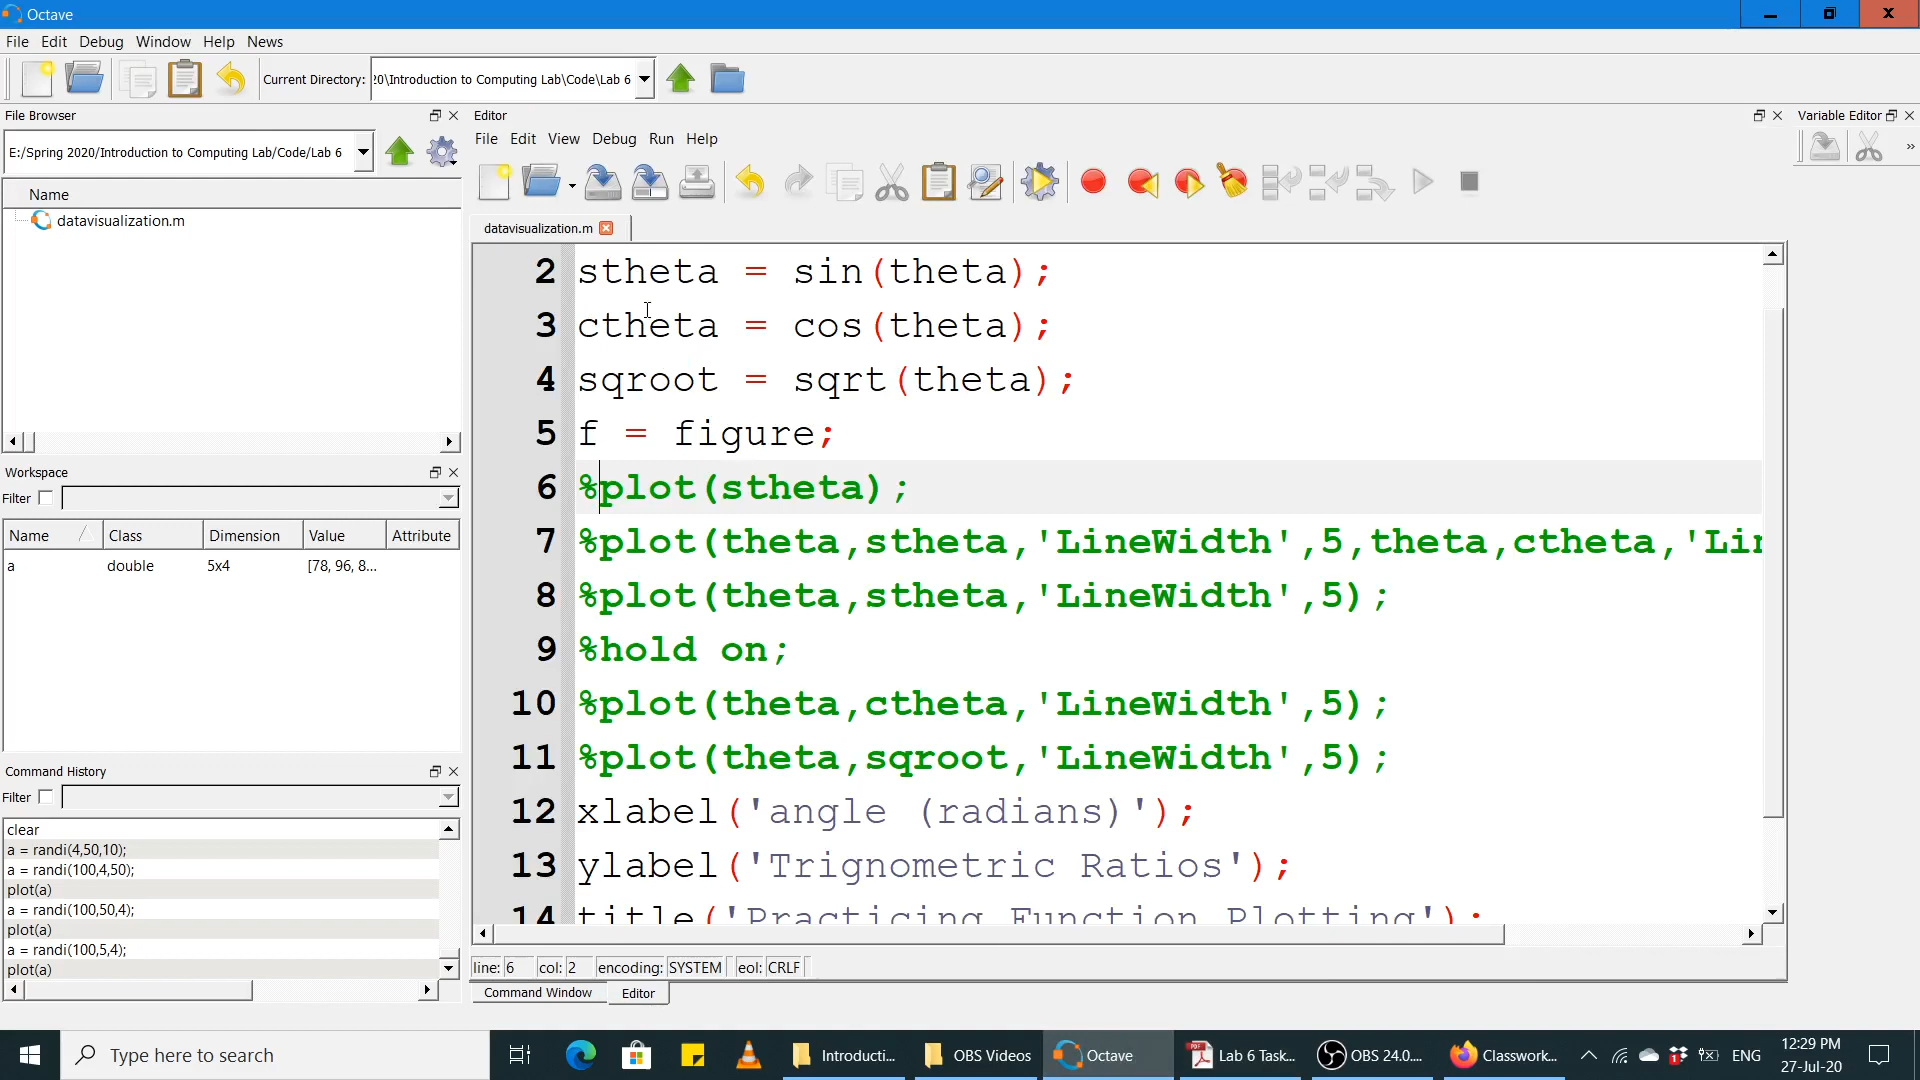 Octave
File Edit Debug Window Help News
Current Directory: 20\Introduction to Computing Lab\Code\Lab 6
File Browser
E:/Spring 2020/Introduction to Computing Lab/Code/Lab 6
Name
datavisualization.m
Workspace
Filter
Name Class Dimension Value Attribute
a double 5x4 [78, 96, 8...
Command History
Filter
clear
a = randi(4,50,10);
a = randi(100,4,50);
plot(a)
a = randi(100,50,4);
plot(a)
a = randi(100,5,4);
plot(a)
Editor
File Edit View Debug Run Help
datavisualization.m
2 stheta = sin(theta);
3 ctheta = cos(theta);
4 sqroot = sqrt(theta);
5 f = figure;
6 %plot(stheta);
7 %plot(theta,stheta,'LineWidth',5,theta,ctheta,'Lin
8 %plot(theta,stheta,'LineWidth',5);
9 %hold on;
10 %plot(theta,ctheta,'LineWidth',5);
11 %plot(theta,sqroot,'LineWidth',5);
12 xlabel('angle (radians)');
13 ylabel('Trignometric Ratios');
14 title('Practicing Function Plotting');
line: 6 col: 2 encoding: SYSTEM eol: CRLF
Command Window Editor
Variable Editor
»
Type here to search
Introducti...
OBS Videos
Octave
Lab 6 Task...
OBS 24.0....
Classwork...
ENG
12:29 PM
27-Jul-20